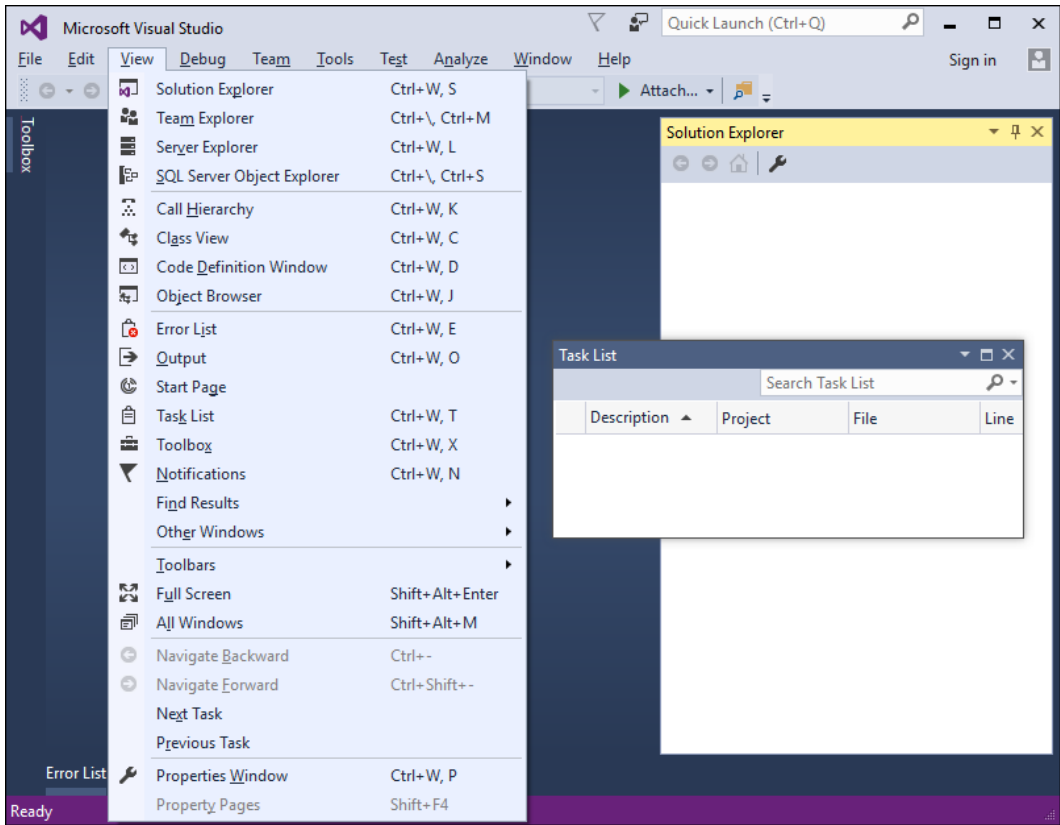 Microsoft Visual Studio
Quick Launch (Ctrl+Q)
File Edit View Debug Team Tools Test Analyze Window Help Sign in
Attach...
Toolbox
Solution Explorer Ctrl+W, S
Team Explorer Ctrl+\, Ctrl+M
Server Explorer Ctrl+W, L
SQL Server Object Explorer Ctrl+\, Ctrl+S
Call Hierarchy Ctrl+W, K
Class View Ctrl+W, C
Code Definition Window Ctrl+W, D
Object Browser Ctrl+W, J
Error List Ctrl+W, E
Output Ctrl+W, O
Start Page
Task List Ctrl+W, T
Toolbox Ctrl+W, X
Notifications Ctrl+W, N
Find Results
Other Windows
Toolbars
Full Screen Shift+Alt+Enter
All Windows Shift+Alt+M
Navigate Backward Ctrl+-
Navigate Forward Ctrl+Shift+-
Next Task
Previous Task
Properties Window Ctrl+W, P
Property Pages Shift+F4
Solution Explorer
Task List
Search Task List
Description Project File Line
Error List
Ready